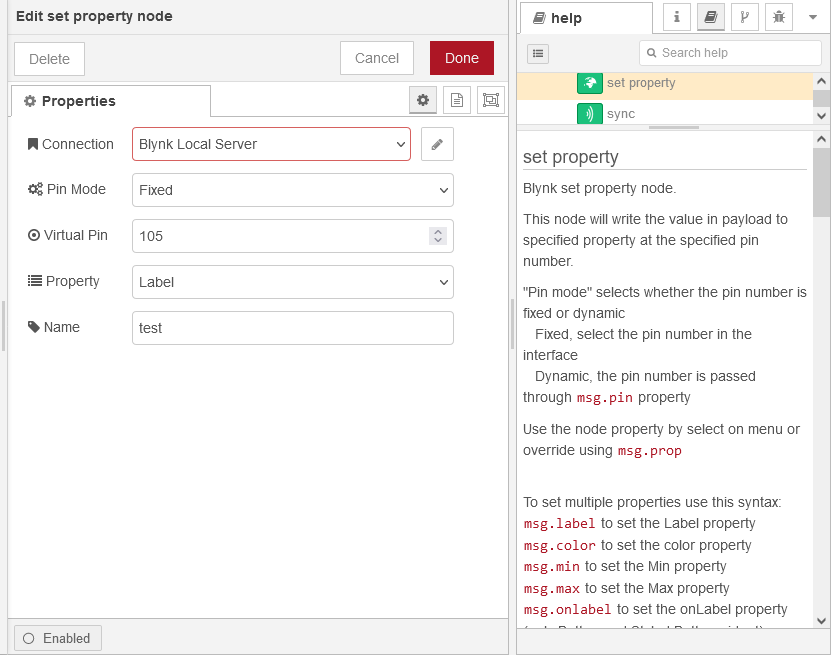 Edit set property node
Delete
Cancel
Done
Properties
Connection
Blynk Local Server
Pin Mode
Fixed
Virtual Pin
105
Property
Label
Name
test
Enabled
help
Search help
set property
sync
set property
Blynk set property node.
This node will write the value in payload to
specified property at the specified pin
number.
"Pin mode" selects whether the pin number is
fixed or dynamic
Fixed, select the pin number in the
interface
Dynamic, the pin number is passed
through msg.pin property
Use the node property by select on menu or
override using msg.prop
To set multiple properties use this syntax:
msg.label to set the Label property
msg.color to set the color property
msg.min to set the Min property
msg.max to set the Max property
msg.onlabel to set the onLabel property